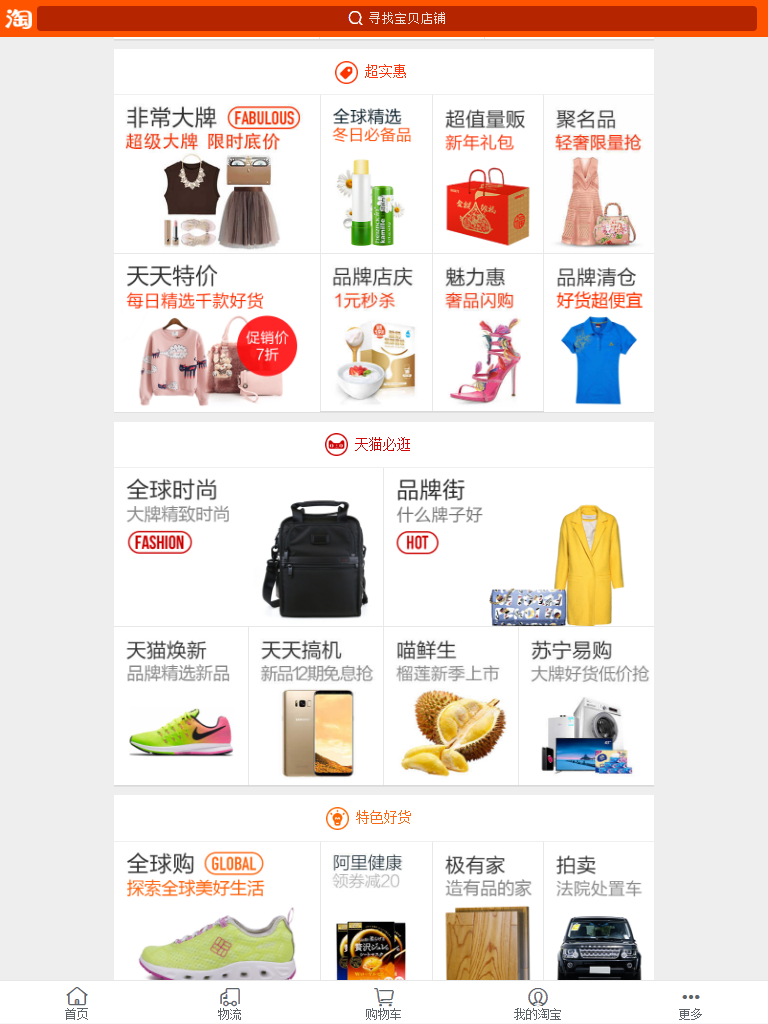 淘
寻找宝贝店铺
超实惠
非常大牌 FABULOUS
超级大牌 限时底价
全球精选
冬日必备品
超值量贩
新年礼包
聚名品
轻奢限量抢
天天特价
每日精选千款好货
促销价
7折
品牌店庆
1元秒杀
魅力惠
奢品闪购
品牌清仓
好货超便宜
天猫必逛
全球时尚
大牌精致时尚
FASHION
品牌街
什么牌子好
HOT
天猫焕新
品牌精选新品
天天搞机
新品12期免息抢
喵鲜生
榴莲新季上市
苏宁易购
大牌好货低价抢
特色好货
全球购 GLOBAL
探索全球美好生活
阿里健康
领券减20
极有家
造有品的家
拍卖
法院处置车
首页
物流
购物车
我的淘宝
更多